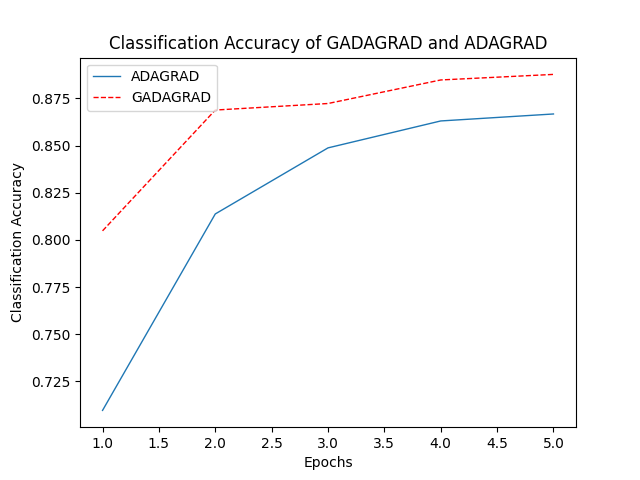 Classification Accuracy of GADAGRAD and ADAGRAD
ADAGRAD
GADAGRAD
Classification Accuracy
0.875
0.850
0.825
0.800
0.775
0.750
0.725
1.0 1.5 2.0 2.5 3.0 3.5 4.0 4.5 5.0
Epochs